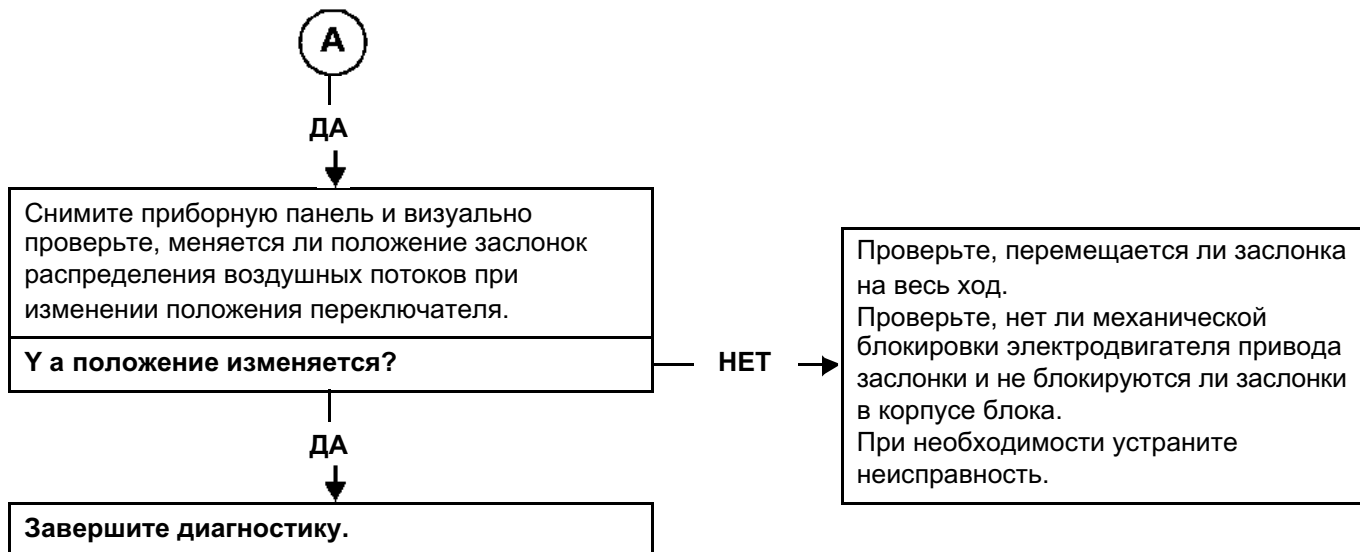 А
ДА
Снимите приборную панель и визуально
проверьте, меняется ли положение заслонок
распределения воздушных потоков при
изменении положения переключателя.
Y а положение изменяется?
НЕТ
Проверьте, перемещается ли заслонка
на весь ход.
Проверьте, нет ли механической
блокировки электродвигателя привода
заслонки и не блокируются ли заслонки
в корпусе блока.
При необходимости устраните
неисправность.
ДА
Завершите диагностику.